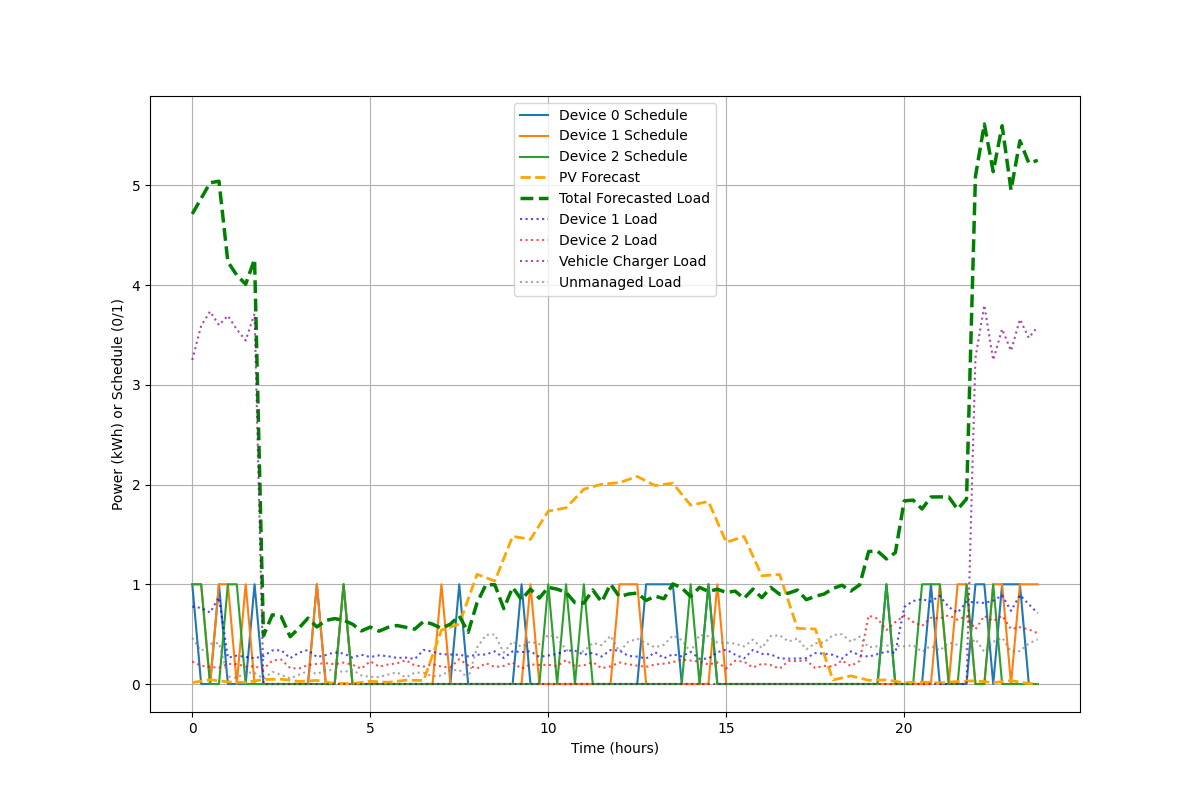 Device 0 Schedule
Device 1 Schedule
Device 2 Schedule
PV Forecast
Total Forecasted Load
Device 1 Load
Device 2 Load
Vehicle Charger Load
Unmanaged Load
Power (kWh) or Schedule (0/1)
5
4
3
2
1
0
0 5 10 15 20
Time (hours)